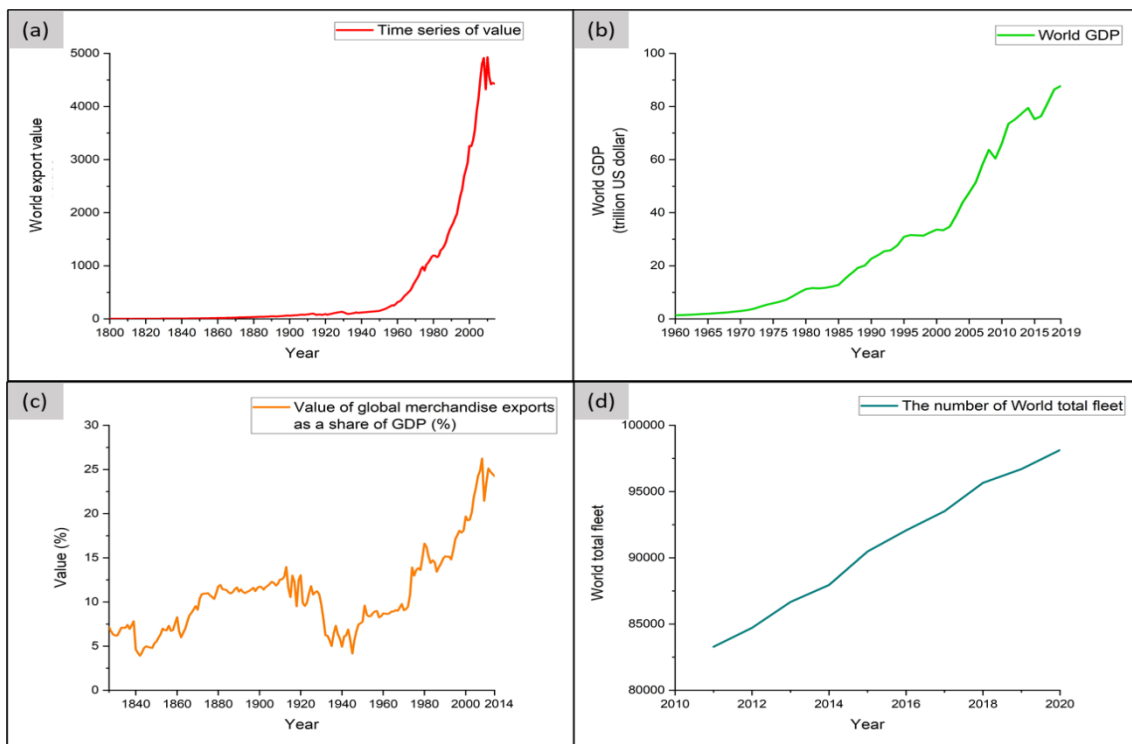 (a)
Time series of value
World export value
5000
4000
3000
2000
1000
0
1800 1820 1840 1860 1880 1900 1920 1940 1960 1980 2000
Year
(b)
World GDP
World GDP
(trillion US dollar)
100
80
60
40
20
0
1960 1965 1970 1975 1980 1985 1990 1995 2000 2005 2010 2015 2019
Year
(c)
Value of global merchandise exports
as a share of GDP (%)
Value (%)
30
25
20
15
10
5
0
1840 1860 1880 1900 1920 1940 1960 1980 2000 2014
Year
(d)
The number of World total fleet
World total fleet
100000
95000
90000
85000
80000
2010 2012 2014 2016 2018 2020
Year